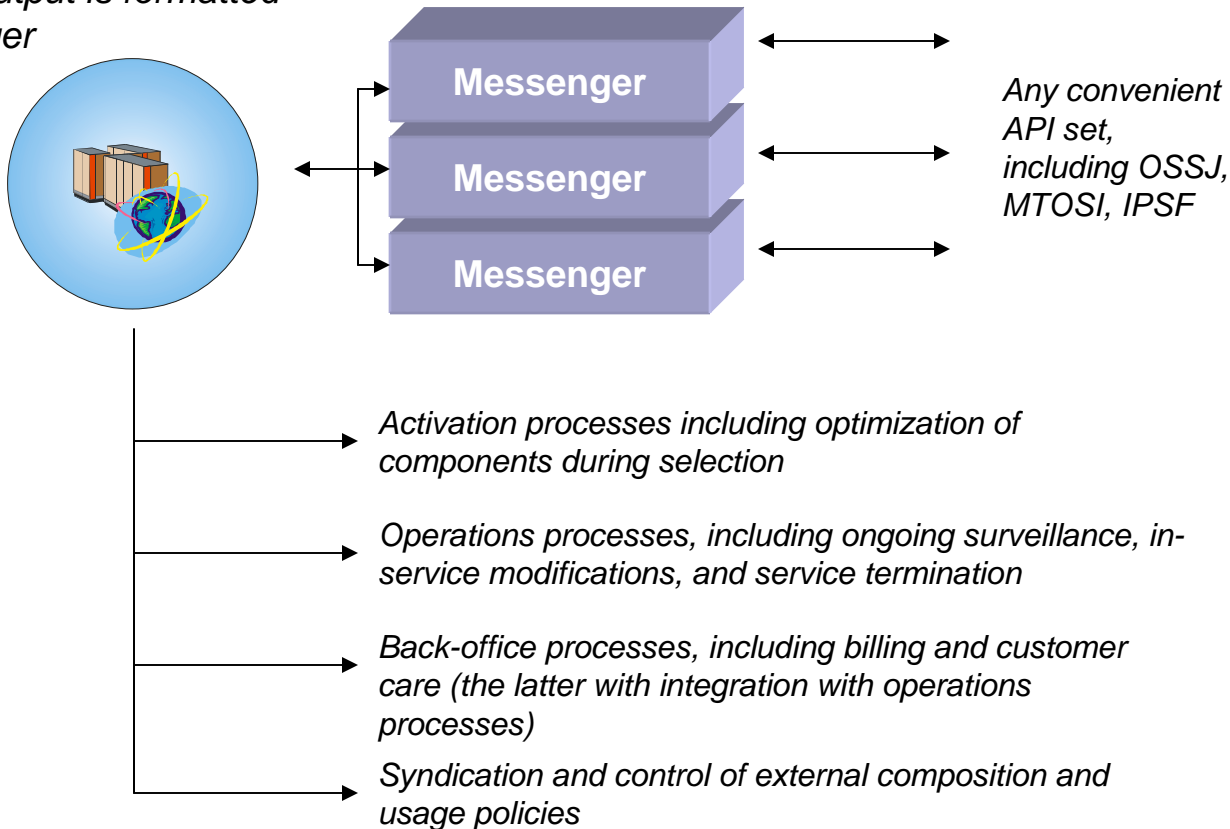 is formatted
Messenger
Messenger
Messenger
Any convenient
API set,
including OSSJ,
MTOSI, IPSF
Activation processes including optimization of
components during selection
Operations processes, including ongoing surveillance, in-
service modifications, and service termination
Back-office processes, including billing and customer
care (the latter with integration with operations
processes)
Syndication and control of external composition and
usage policies